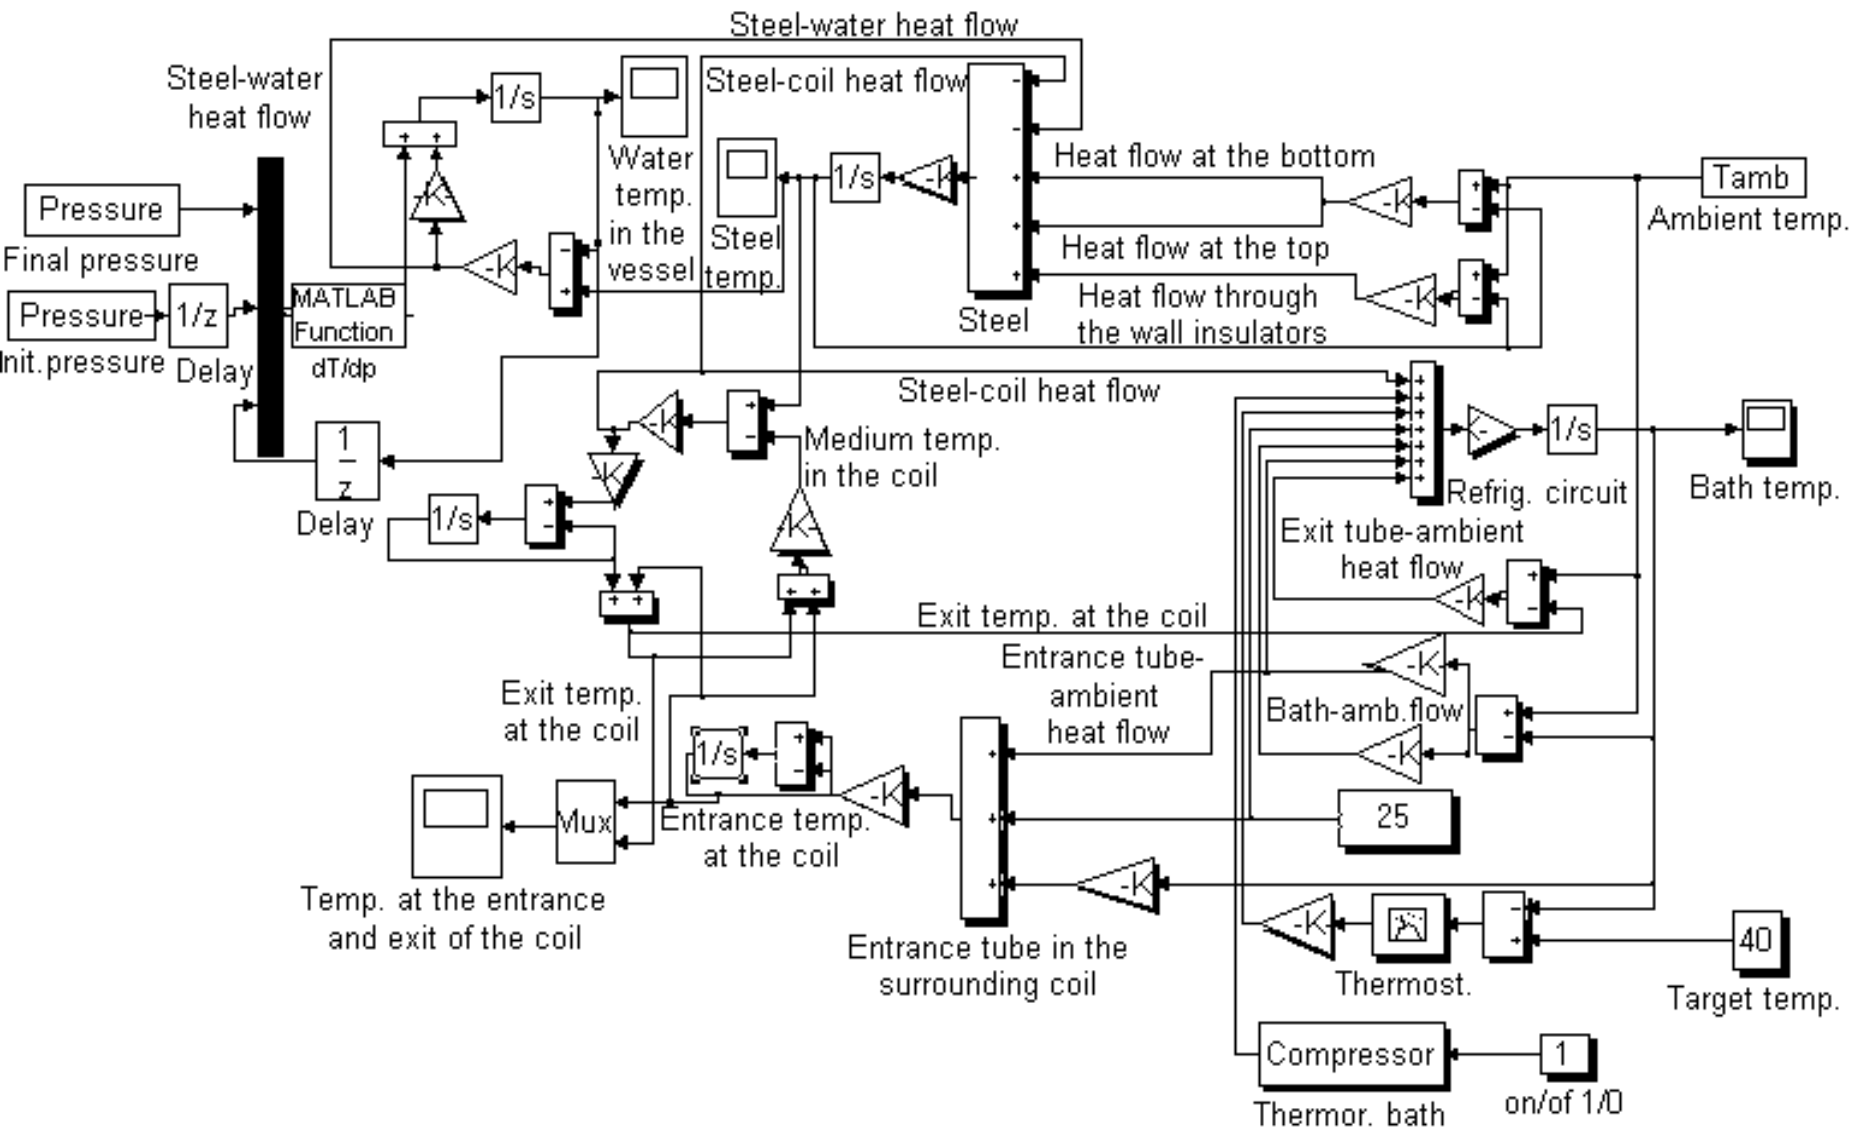 Steel-water heat flow
Steel-water
heat flow
1/s
Steel-coil heat flow
-
-
+
+
+
Steel
+ +
-K-
Water
temp.
in the
vessel
Steel
temp.
1/s
-K
Heat flow at the bottom
Heat flow at the top
Heat flow through
the wall insulators
-K-
+
-
-K-
+
-
Tamb
Ambient temp.
Pressure
Final pressure
Pressure
Init.pressure
1/z
Delay
MATLAB
Function
dT/dp
-K
-
+
1
z
Delay
Steel-coil heat flow
-K
+
-
Medium temp.
in the coil
-K-
-K-
1/s
+
-
+ +
+ +
+
+
+
+
+
+
+
Refrig. circuit
K-
1/s
Bath temp.
Exit tube-ambient
heat flow
-K-
+
-
Exit temp. at the coil
Entrance tube-
ambient
heat flow
-K-
Bath-amb.flow
-K-
+
-
Exit temp.
at the coil
1/s
+
-
-K
Entrance temp.
at the coil
Mux
Temp. at the entrance
and exit of the coil
+
+
+
Entrance tube in the
surrounding coil
25
-K
-K-
Thermost.
-
+
40
Target temp.
Compressor
Thermor. bath
1
on/of 1/0